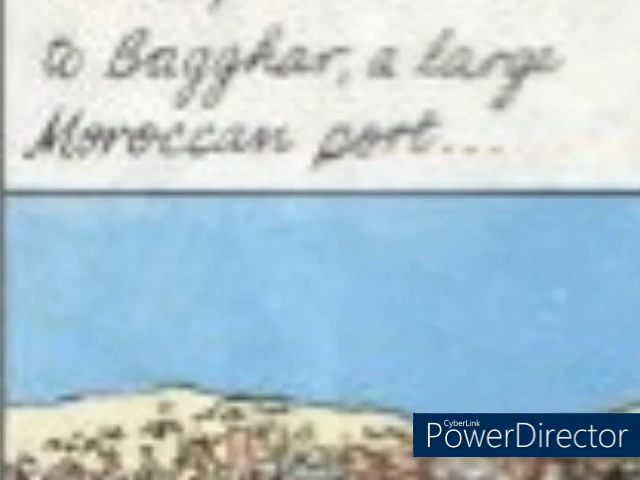 to Bagghar, a large
Moroccan port...
CyberLink
PowerDirector